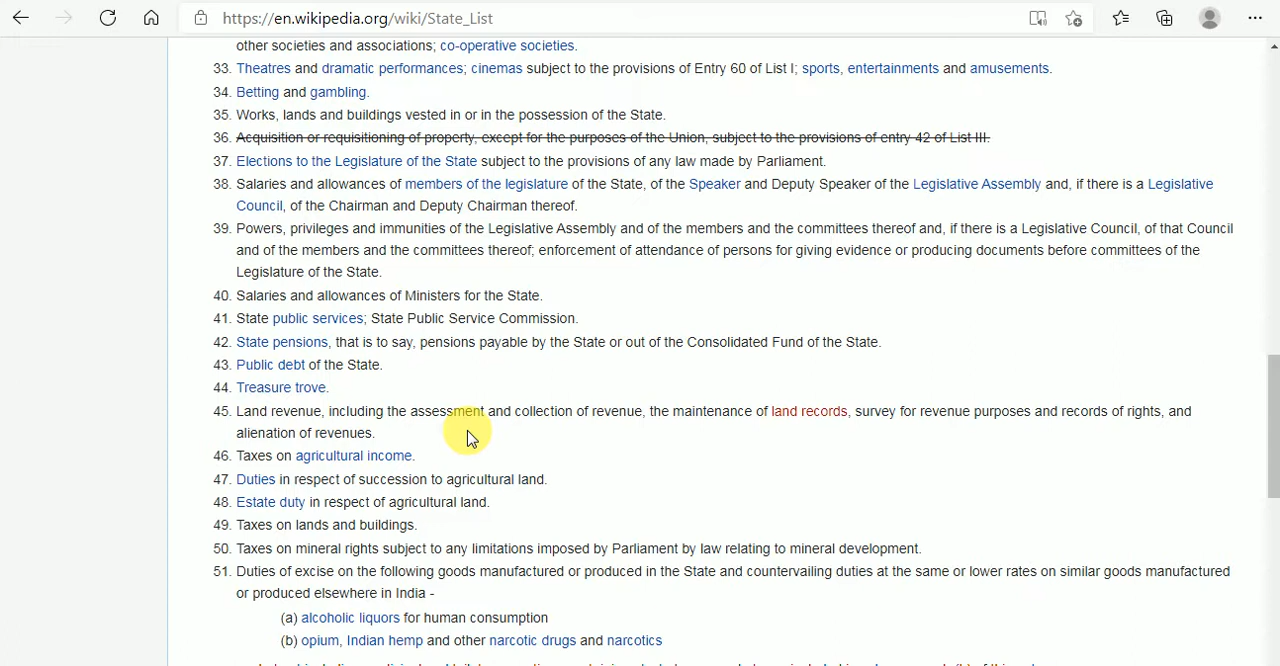 https://en.wikipedia.org/wiki/State_List
other societies and associations; co-operative societies.
33. Theatres and dramatic performances; cinemas subject to the provisions of Entry 60 of List I; sports, entertainments and amusements.
34. Betting and gambling.
35. Works, lands and buildings vested in or in the possession of the State.
36. Acquisition or requisitioning of property, except for the purposes of the Union, subject to the provisions of entry 42 of List III.
37. Elections to the Legislature of the State subject to the provisions of any law made by Parliament.
38. Salaries and allowances of members of the legislature of the State, of the Speaker and Deputy Speaker of the Legislative Assembly and, if there is a Legislative
Council, of the Chairman and Deputy Chairman thereof.
39. Powers, privileges and immunities of the Legislative Assembly and of the members and the committees thereof and, if there is a Legislative Council, of that Council
and of the members and the committees thereof; enforcement of attendance of persons for giving evidence or producing documents before committees of the
Legislature of the State.
40. Salaries and allowances of Ministers for the State.
41. State public services; State Public Service Commission.
42. State pensions, that is to say, pensions payable by the State or out of the Consolidated Fund of the State.
43. Public debt of the State.
44. Treasure trove.
45. Land revenue, including the assessment and collection of revenue, the maintenance of land records, survey for revenue purposes and records of rights, and
alienation of revenues.
46. Taxes on agricultural income.
47. Duties in respect of succession to agricultural land.
48. Estate duty in respect of agricultural land.
49. Taxes on lands and buildings.
50. Taxes on mineral rights subject to any limitations imposed by Parliament by law relating to mineral development.
51. Duties of excise on the following goods manufactured or produced in the State and countervailing duties at the same or lower rates on similar goods manufactured
or produced elsewhere in India -
(a) alcoholic liquors for human consumption
(b) opium, Indian hemp and other narcotic drugs and narcotics